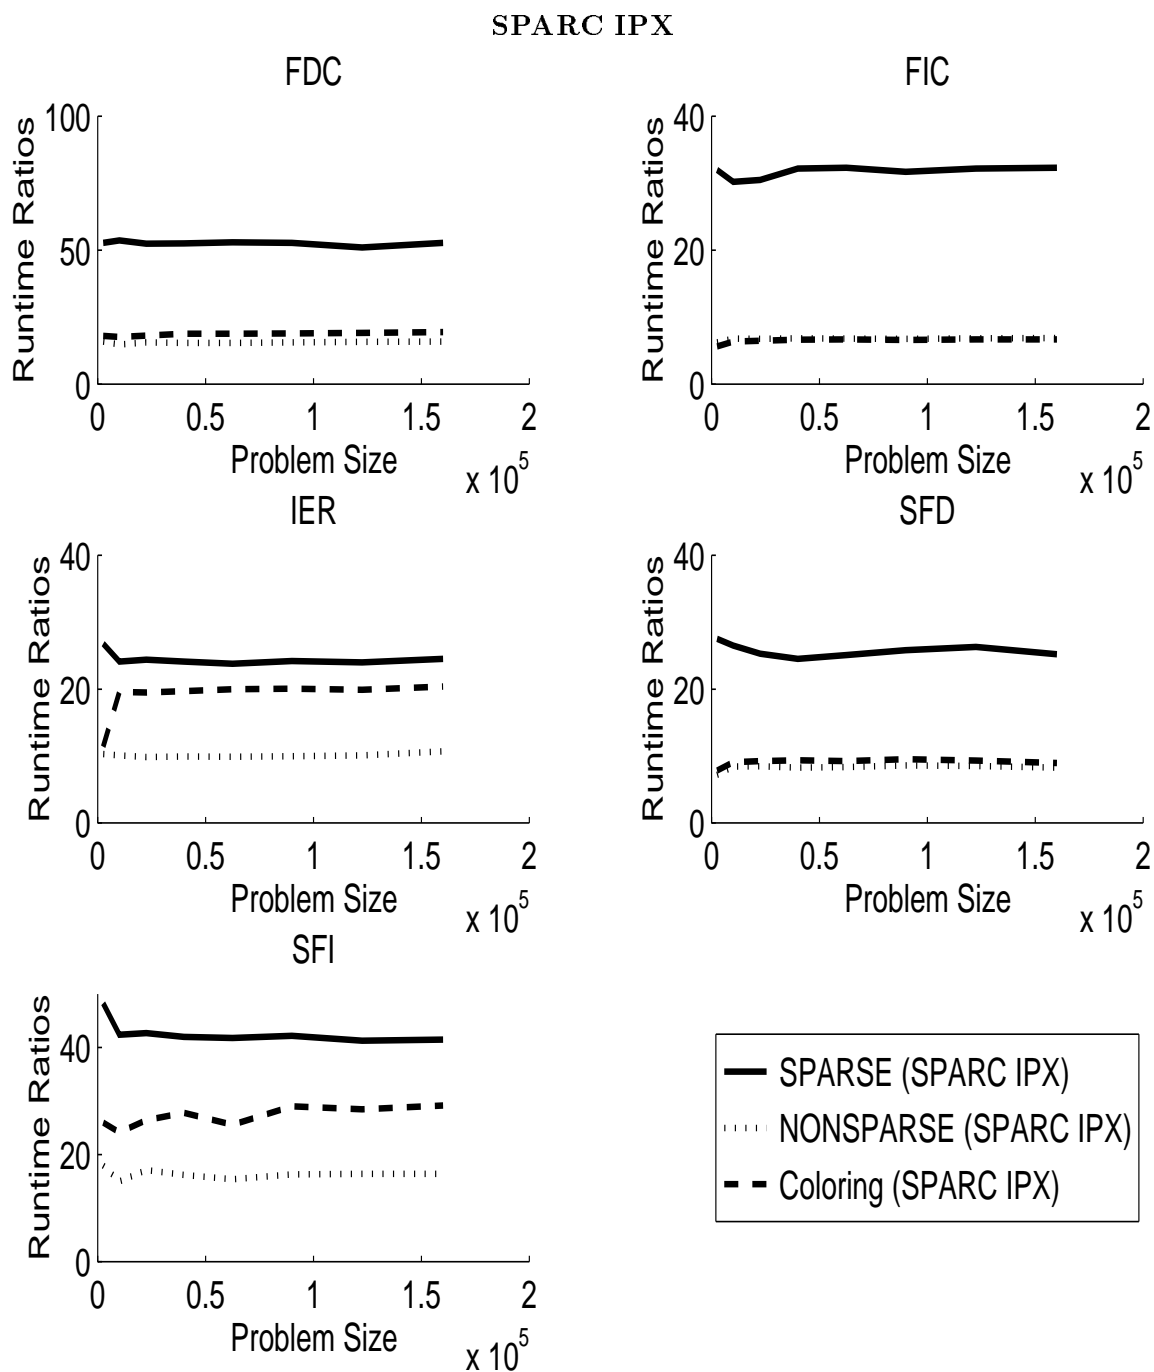 SPARC IPX
FDC
Runtime Ratios
100
50
0
0 0.5 1 1.5 2
Problem Size
x 10^5
FIC
Runtime Ratios
40
20
0
0 0.5 1 1.5 2
Problem Size
x 10^5
IER
Runtime Ratios
40
20
0
0 0.5 1 1.5 2
Problem Size
x 10^5
SFD
Runtime Ratios
40
20
0
0 0.5 1 1.5 2
Problem Size
x 10^5
SFI
Runtime Ratios
40
20
0
0 0.5 1 1.5 2
Problem Size
x 10^5
SPARSE (SPARC IPX)
NONSPARSE (SPARC IPX)
Coloring (SPARC IPX)